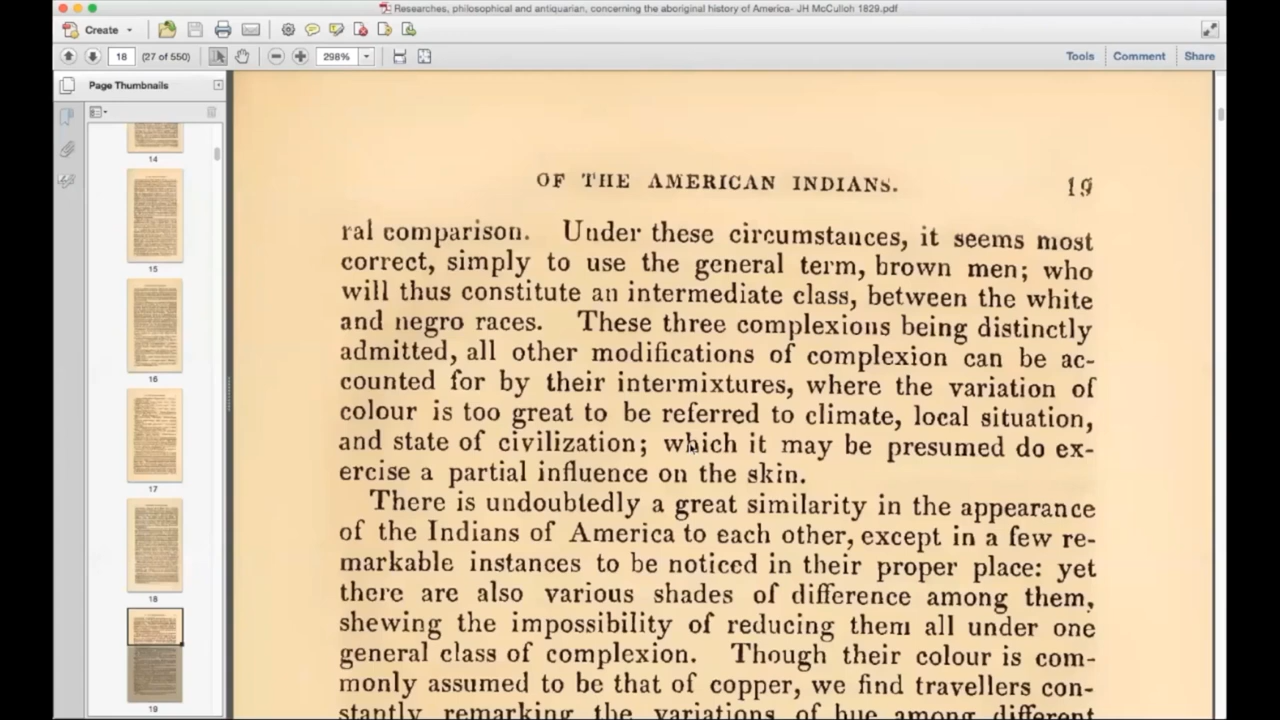 Researches, philosophical and antiquarian, concerning the aboriginal history of America- JH McCulloh 1829.pdf
Create
18 (27 of 550) 298% Tools Comment Share
Page Thumbnails
14
15
16
17
18
19
OF THE AMERICAN INDIANS. 19
ral comparison. Under these circumstances, it seems most
correct, simply to use the general term, brown men; who
will thus constitute an intermediate class, between the white
and negro races. These three complexions being distinctly
admitted, all other modifications of complexion can be ac-
counted for by their intermixtures, where the variation of
colour is too great to be referred to climate, local situation,
and state of civilization; which it may be presumed do ex-
ercise a partial influence on the skin.
There is undoubtedly a great similarity in the appearance
of the Indians of America to each other, except in a few re-
markable instances to be noticed in their proper place: yet
there are also various shades of difference among them,
shewing the impossibility of reducing them all under one
general class of complexion. Though their colour is com-
monly assumed to be that of copper, we find travellers con-
stantly remarking the variations of hue among different